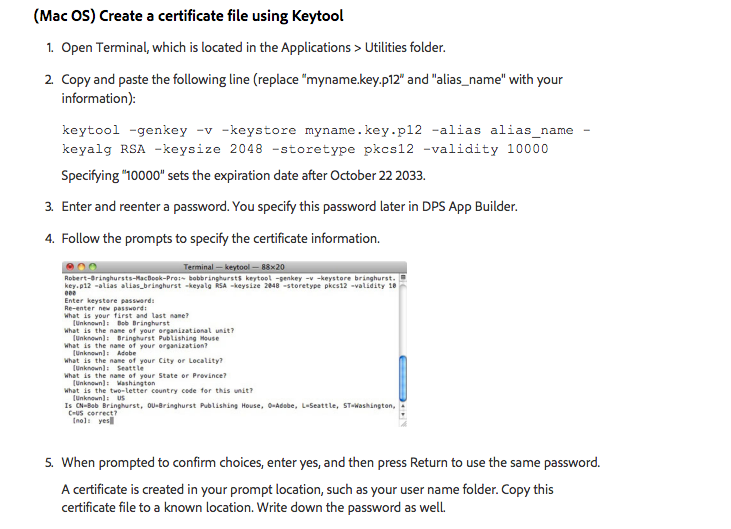 (Mac OS) Create a certificate file using Keytool
1. Open Terminal, which is located in the Applications > Utilities folder.
2. Copy and paste the following line (replace "myname.key.p12" and "alias_name" with your
information):
keytool -genkey -v -keystore myname.key.p12 -alias alias_name -
keyalg RSA -keysize 2048 -storetype pkcs12 -validity 10000
Specifying "10000" sets the expiration date after October 22 2033.
3. Enter and reenter a password. You specify this password later in DPS App Builder.
4. Follow the prompts to specify the certificate information.
Terminal — keytool — 88×20
Robert-Bringhursts-MacBook-Pro:~ bobbringhurst$ keytool -genkey -v -keystore bringhurst.
key.p12 -alias alias_bringhurst -keyalg RSA -keysize 2048 -storetype pkcs12 -validity 10
000
Enter keystore password:
Re-enter new password:
What is your first and last name?
[Unknown]: Bob Bringhurst
What is the name of your organizational unit?
[Unknown]: Bringhurst Publishing House
What is the name of your organization?
[Unknown]: Adobe
What is the name of your City or Locality?
[Unknown]: Seattle
What is the name of your State or Province?
[Unknown]: Washington
What is the two-letter country code for this unit?
[Unknown]: US
Is CN=Bob Bringhurst, OU=Bringhurst Publishing House, O=Adobe, L=Seattle, ST=Washington,
C=US correct?
[no]: yes
5. When prompted to confirm choices, enter yes, and then press Return to use the same password.
A certificate is created in your prompt location, such as your user name folder. Copy this
certificate file to a known location. Write down the password as well.